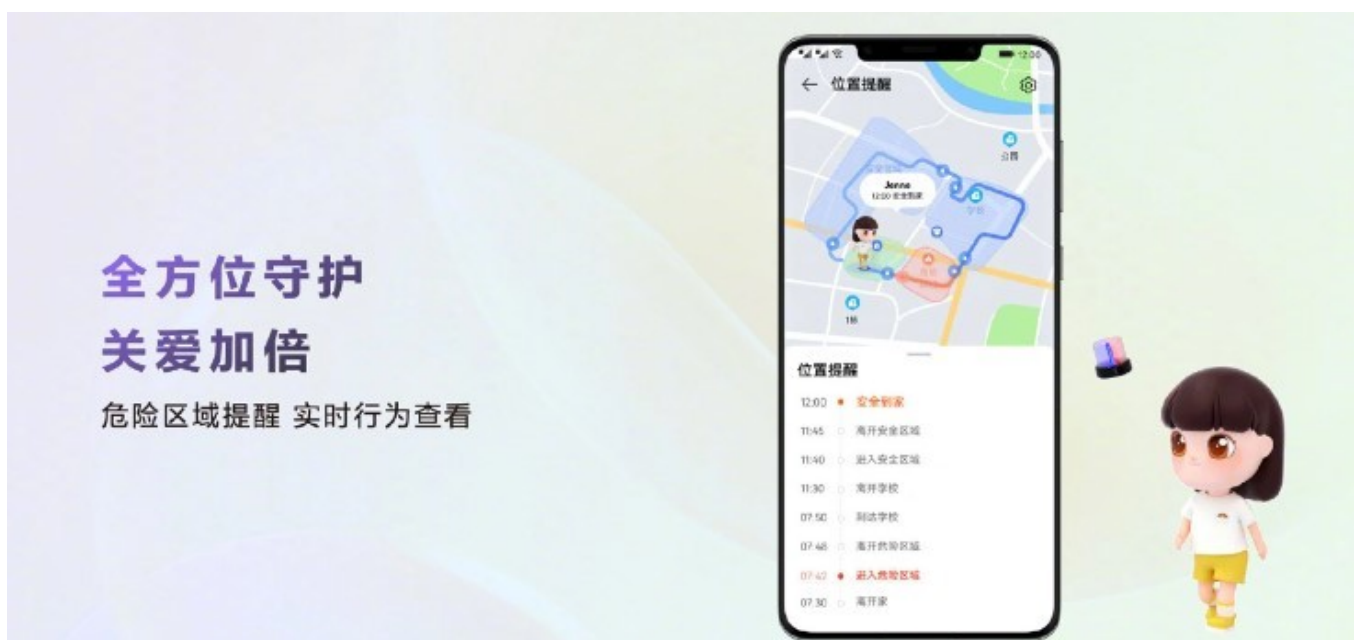 全方位守护
关爱加倍
危险区域提醒 实时行为查看
12:00
位置提醒
公园
Jenne
12:00 安全到家
学校
1栋
位置提醒
12:00 安全到家
11:45 离开安全区域
11:40 进入安全区域
11:30 离开学校
07:50 到达学校
07:48 离开危险区域
07:42 进入危险区域
07:30 离开家